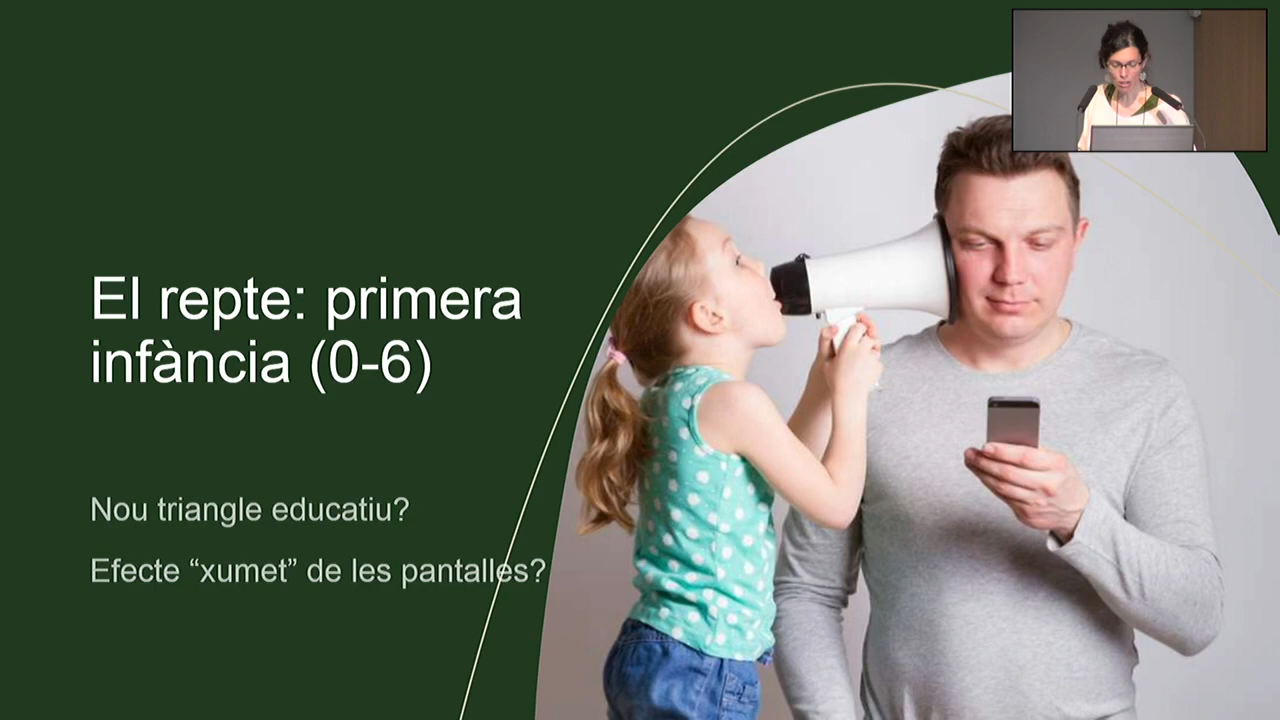 El repte: primera
infància (0-6)
Nou triangle educatiu?
Efecte “xumet” de les pantalles?